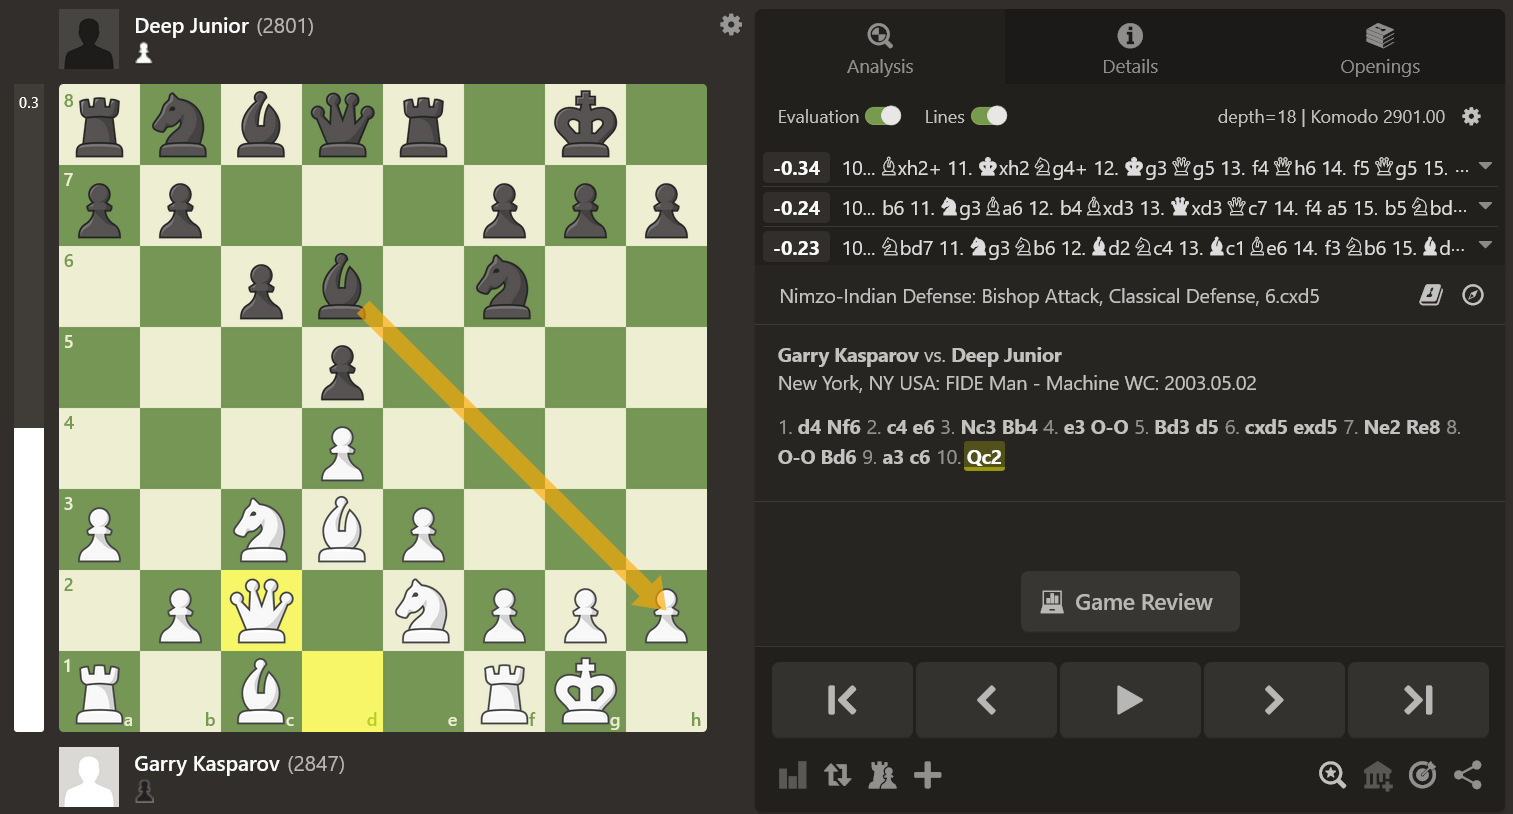 Deep Junior (2801)
0.3
8
7
6
5
4
3
2
1
a b c d e f g h
Garry Kasparov (2847)
Analysis Details Openings
Evaluation Lines depth=18 | Komodo 2901.00
-0.34 10... ♗xh2+ 11. ♚xh2 ♘g4+ 12. ♚g3 ♕g5 13. f4 ♕h6 14. f5 ♕g5 15. ...
-0.24 10... b6 11. ♞g3 ♗a6 12. b4 ♗xd3 13. ♛xd3 ♕c7 14. f4 a5 15. b5 ♘bd...
-0.23 10... ♘bd7 11. ♞g3 ♘b6 12. ♝d2 ♘c4 13. ♝c1 ♗e6 14. f3 ♘b6 15. ♝d...
Nimzo-Indian Defense: Bishop Attack, Classical Defense, 6.cxd5
Garry Kasparov vs. Deep Junior
New York, NY USA: FIDE Man - Machine WC: 2003.05.02
1. d4 Nf6 2. c4 e6 3. Nc3 Bb4 4. e3 O-O 5. Bd3 d5 6. cxd5 exd5 7. Ne2 Re8 8.
O-O Bd6 9. a3 c6 10. Qc2
Game Review